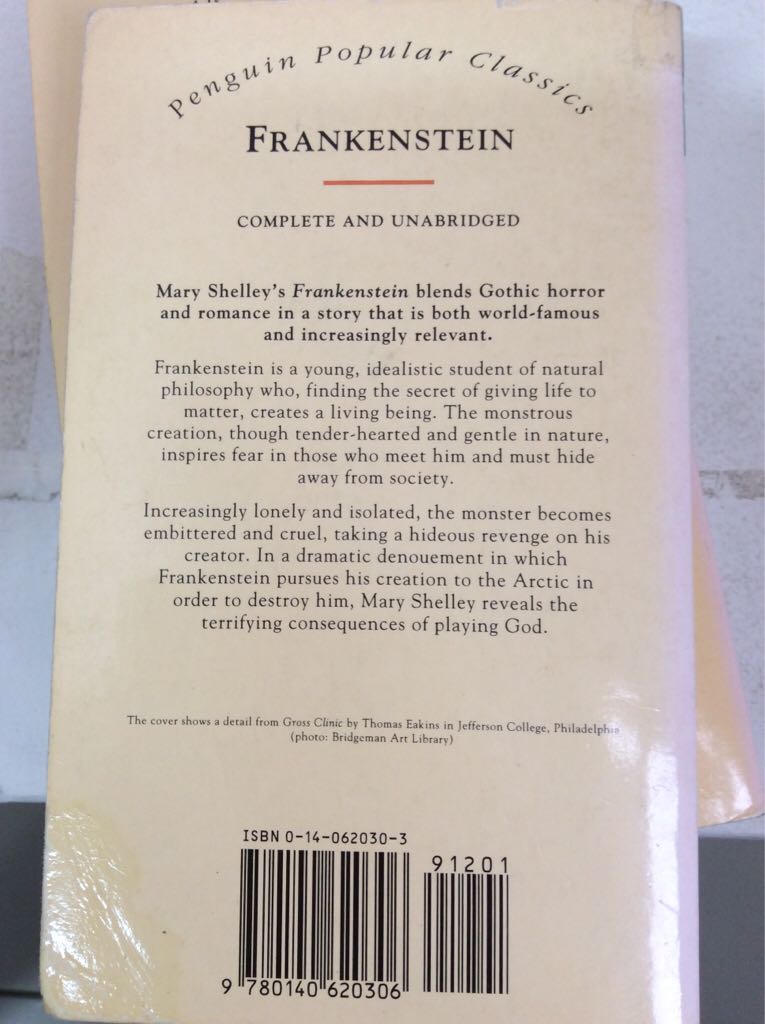 Penguin Popular Classics
FRANKENSTEIN
COMPLETE AND UNABRIDGED
Mary Shelley's Frankenstein blends Gothic horror
and romance in a story that is both world-famous
and increasingly relevant.
Frankenstein is a young, idealistic student of natural
philosophy who, finding the secret of giving life to
matter, creates a living being. The monstrous
creation, though tender-hearted and gentle in nature,
inspires fear in those who meet him and must hide
away from society.
Increasingly lonely and isolated, the monster becomes
embittered and cruel, taking a hideous revenge on his
creator. In a dramatic denouement in which
Frankenstein pursues his creation to the Arctic in
order to destroy him, Mary Shelley reveals the
terrifying consequences of playing God.
The cover shows a detail from Gross Clinic by Thomas Eakins in Jefferson College, Philadelphia
(photo: Bridgeman Art Library)
ISBN 0-14-062030-3
91201
9 780140 620306